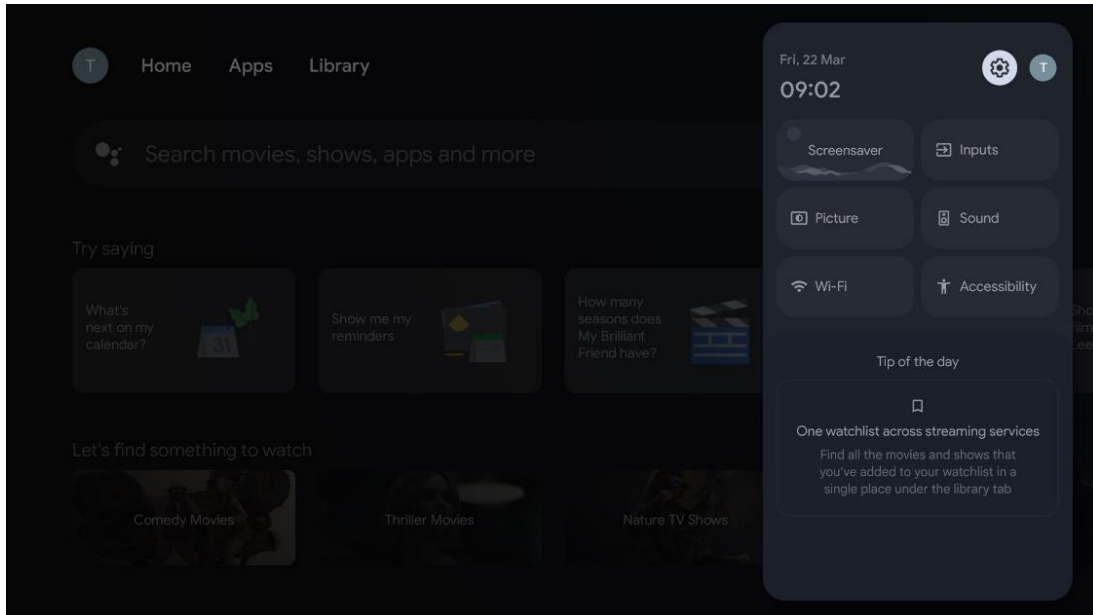 T
Home
Apps
Library
Search movies, shows, apps and more
Try saying
What's
next on my
calendar?
31
Show me my
reminders
How many
seasons does
My Brilliant
Friend have?
Let's find something to watch
Comedy Movies
Thriller Movies
Nature TV Shows
Fri, 22 Mar
09:02
T
Screensaver
Inputs
Picture
Sound
Wi-Fi
Accessibility
Tip of the day
One watchlist across streaming services
Find all the movies and shows that
you've added to your watchlist in a
single place under the library tab